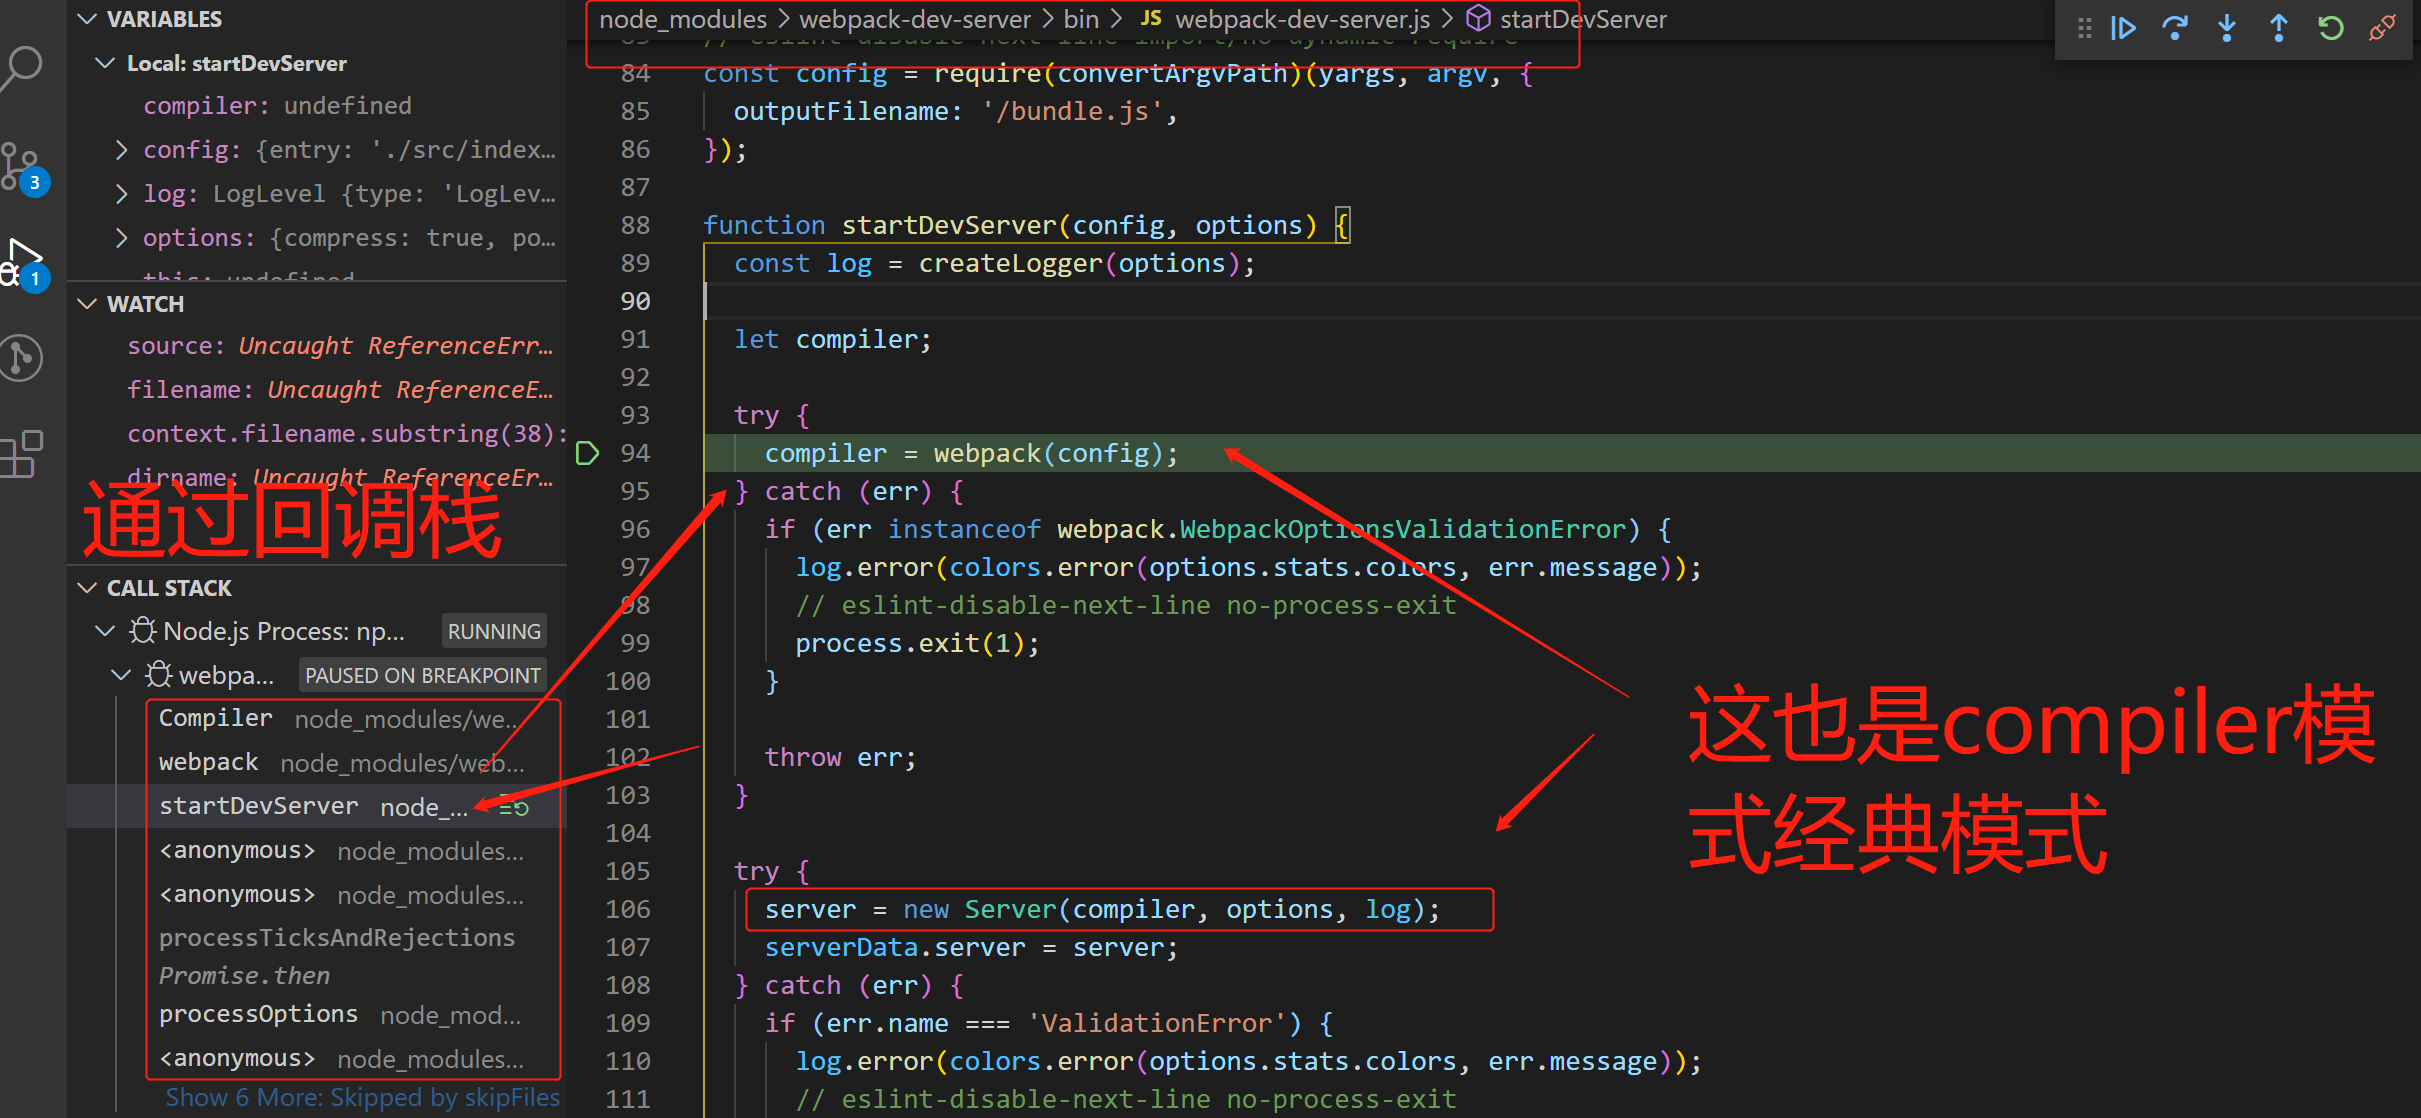 VARIABLES
Local: startDevServer
compiler: undefined
config: {entry: './src/index…
log: LogLevel {type: 'LogLev…
options: {compress: true, po…
this: undefined
WATCH
source: Uncaught ReferenceErr…
filename: Uncaught ReferenceE…
context.filename.substring(38):
dirname: Uncaught ReferenceErr…
通过回调栈
CALL STACK
Node.js Process: np… RUNNING
webpa… PAUSED ON BREAKPOINT
Compiler node_modules/we…
webpack node_modules/web…
startDevServer node_…
<anonymous> node_modules…
<anonymous> node_modules…
processTicksAndRejections
Promise.then
processOptions node_mod…
<anonymous> node_modules…
Show 6 More: Skipped by skipFiles
3
1
node_modules > webpack-dev-server > bin > JS webpack-dev-server.js > startDevServer
83 // eslint-disable-next-line import/no-dynamic-require
84 const config = require(convertArgvPath)(yargs, argv, {
85 outputFilename: '/bundle.js',
86 });
87
88 function startDevServer(config, options) {
89 const log = createLogger(options);
90
91 let compiler;
92
93 try {
94 compiler = webpack(config);
95 } catch (err) {
96 if (err instanceof webpack.WebpackOptionsValidationError) {
97 log.error(colors.error(options.stats.colors, err.message));
98 // eslint-disable-next-line no-process-exit
99 process.exit(1);
100 }
101
102 throw err;
103 }
104
105 try {
106 server = new Server(compiler, options, log);
107 serverData.server = server;
108 } catch (err) {
109 if (err.name === 'ValidationError') {
110 log.error(colors.error(options.stats.colors, err.message));
111 // eslint-disable-next-line no-process-exit
这也是compiler模
式经典模式